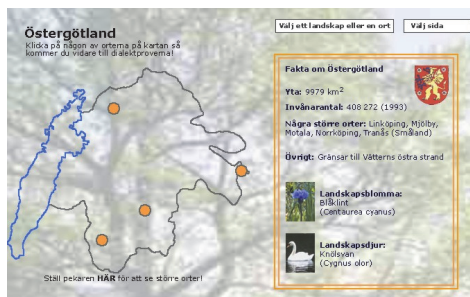 Östergötland
Klicka på någon av orterna på kartan så
kommer du vidare till dialektproverna!
Välj ett landskap eller en ort
Välj sida
Fakta om Östergötland
Yta: 9979 km²
Invånarantal: 408 272 (1993)
Några större orter: Linköping, Mjölby,
Motala, Norrköping, Tranås (Småland)
Övrigt: Gränsar till Vätterns östra strand
Landskapsblomma:
Blåklint
(Centaurea cyanus)
Landskapsdjur:
Knölsvan
(Cygnus olor)
Ställ pekaren HÄR för att se större orter!